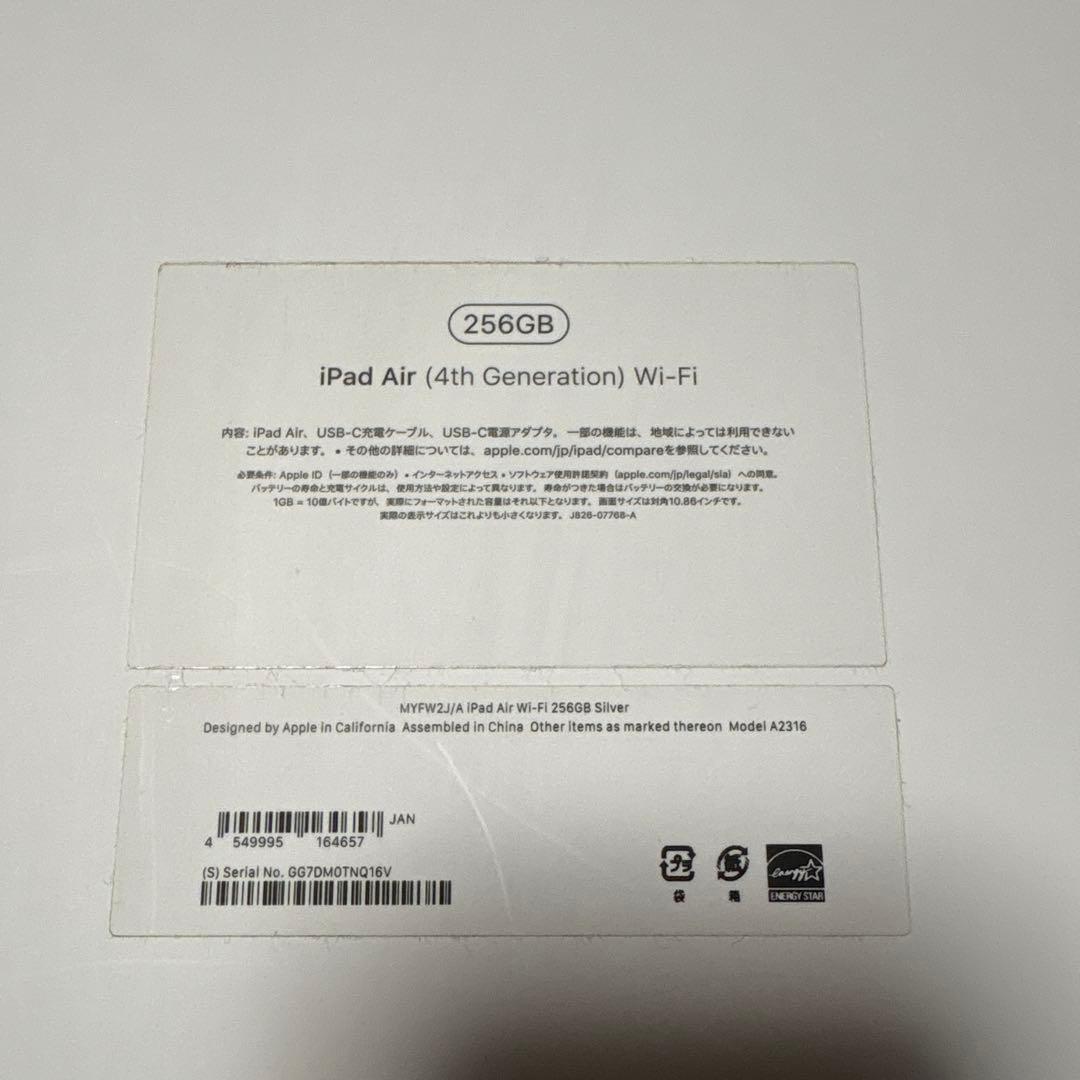 256GB
iPad Air (4th Generation) Wi-Fi
内容: iPad Air、USB-C充電ケーブル、USB-C電源アダプタ。一部の機能は、地域によっては利用できない
ことがあります。• その他の詳細については、apple.com/jp/ipad/compareを参照してください。
必要条件: Apple ID（一部の機能のみ）• インターネットアクセス • ソフトウェア使用許諾契約（apple.com/jp/legal/sla）への同意。
バッテリーの寿命と充電サイクルは、使用方法や設定によって異なります。寿命がつきた場合はバッテリーの交換が必要になります。
1GB = 10億バイトですが、実際にフォーマットされた容量はそれ以下となります。画面サイズは対角10.86インチです。
実際の表示サイズはこれよりも小さくなります。J826-07768-A
MYFW2J/A iPad Air Wi-Fi 256GB Silver
Designed by Apple in California Assembled in China Other items as marked thereon Model A2316
JAN
4 549995 164657
(S) Serial No. GG7DM0TNQ16V
プラ 紙 energy
袋 箱 ENERGY STAR